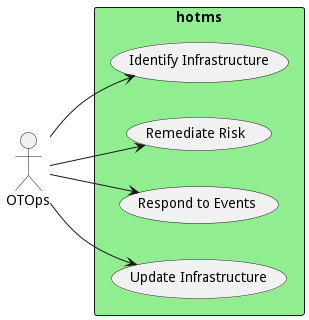 hotms
Identify Infrastructure
Remediate Risk
OTOps
Respond to Events
Update Infrastructure